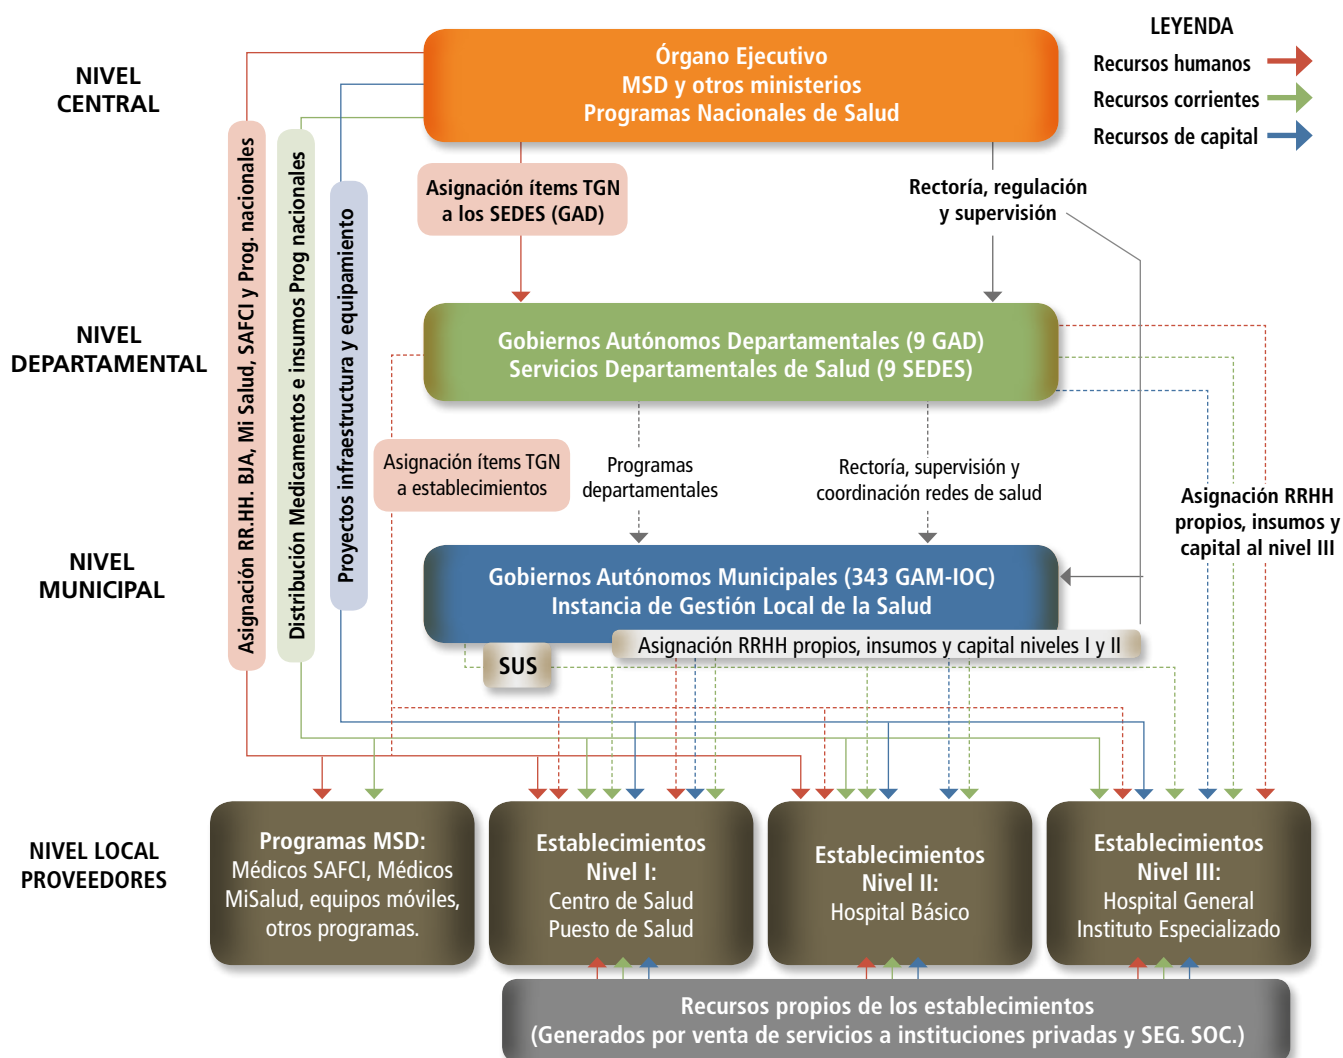 LEYENDA
Recursos humanos
Recursos corrientes
Recursos de capital
NIVEL
CENTRAL
Órgano Ejecutivo
MSD y otros ministerios
Programas Nacionales de Salud
Asignación RR.HH. BJA, Mi Salud, SAFCI y Prog. nacionales
Distribución Medicamentos e insumos Prog nacionales
Proyectos infraestructura y equipamiento
Asignación ítems TGN
a los SEDES (GAD)
Rectoría, regulación
y supervisión
NIVEL
DEPARTAMENTAL
Gobiernos Autónomos Departamentales (9 GAD)
Servicios Departamentales de Salud (9 SEDES)
Asignación ítems TGN
a establecimientos
Programas
departamentales
Rectoría, supervisión y
coordinación redes de salud
Asignación RRHH
propios, insumos y
capital al nivel III
NIVEL
MUNICIPAL
Gobiernos Autónomos Municipales (343 GAM-IOC)
Instancia de Gestión Local de la Salud
Asignación RRHH propios, insumos y capital niveles I y II
SUS
NIVEL LOCAL
PROVEEDORES
Programas MSD:
Médicos SAFCI, Médicos
MiSalud, equipos móviles,
otros programas.
Establecimientos
Nivel I:
Centro de Salud
Puesto de Salud
Establecimientos
Nivel II:
Hospital Básico
Establecimientos
Nivel III:
Hospital General
Instituto Especializado
Recursos propios de los establecimientos
(Generados por venta de servicios a instituciones privadas y SEG. SOC.)